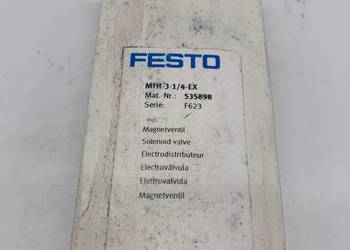 FESTO
MFH-3-1/4-EX
Mat.-Nr.: 535898
Serie: F623
Magnetventil
Solenoid valve
Electrodistributeur
Electroválvula
Elettrovalvola
Magnetventil